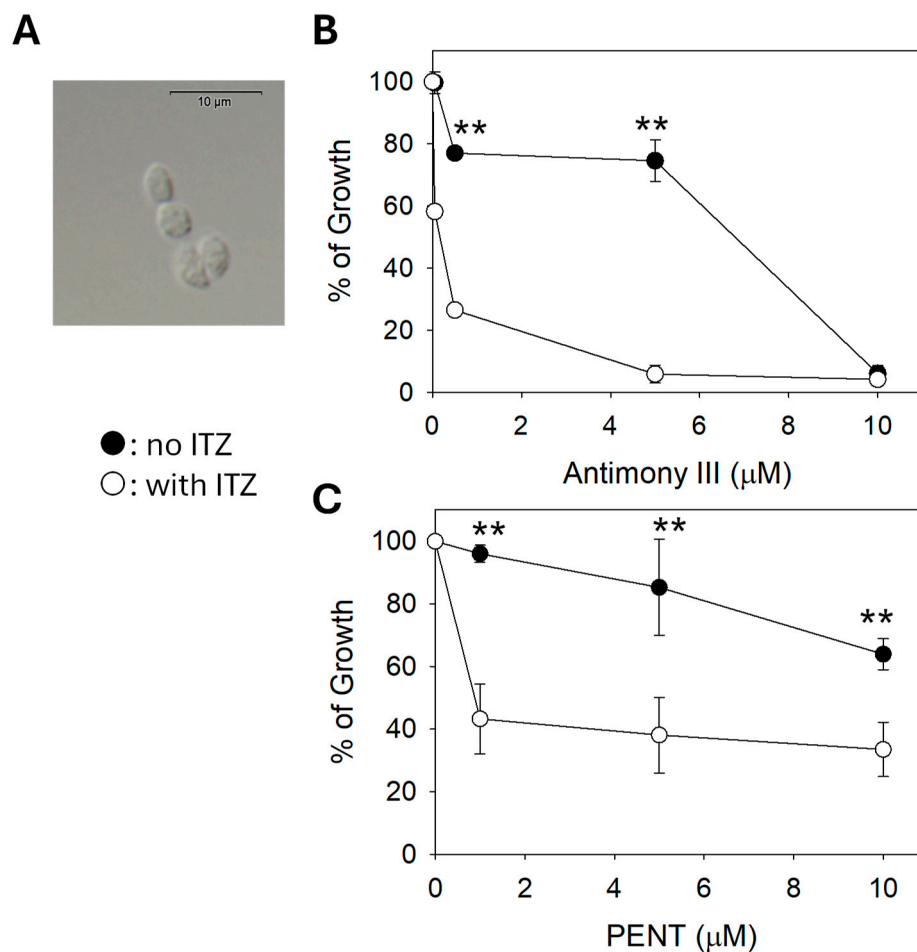 A
10 µm
B
100
80
60
40
20
0
% of Growth
**
**
0 2 4 6 8 10
Antimony III (μM)
●: no ITZ
○: with ITZ
C
100
80
60
40
20
0
% of Growth
**
**
**
0 2 4 6 8 10
PENT (μM)